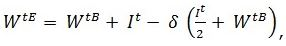 W^{tE} = W^{tB} + I^t - δ (I^t/2 + W^{tB}),